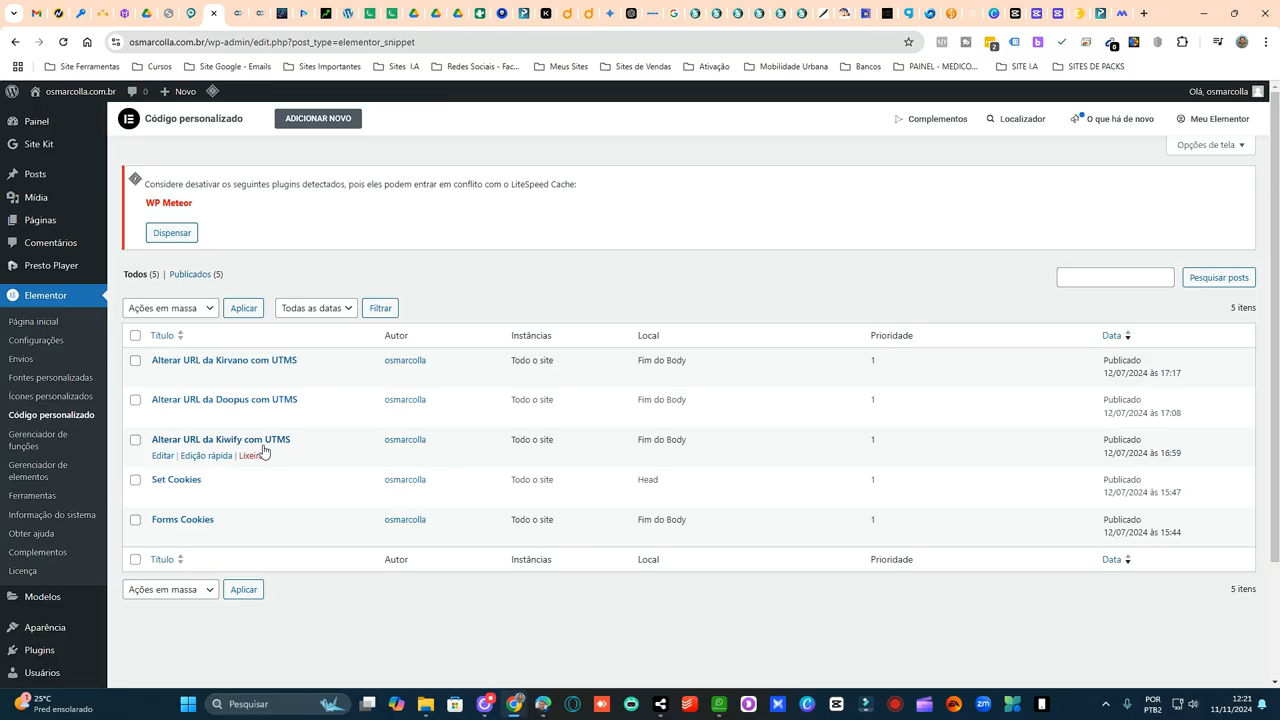 osmarcolla.com.br/wp-admin/edit.php?post_type=elementor_snippet
Site Ferramentas
Cursos
Site Google - Emails
Sites Importantes
Sites I.A
Redes Sociais - Fac...
Meus Sites
Sites de Vendas
Ativação
Mobilidade Urbana
Bancos
PAINEL - MEDICO...
SITE I.A
SITES DE PACKS
osmarcolla.com.br
0
Novo
Olá, osmarcolla
Painel
Site Kit
Posts
Mídia
Páginas
Comentários
Presto Player
Elementor
Página inicial
Configurações
Envios
Fontes personalizadas
Ícones personalizados
Código personalizado
Gerenciador de
funções
Gerenciador de
elementos
Ferramentas
Informação do sistema
Obter ajuda
Complementos
Licença
Modelos
Aparência
Plugins
Usuários
Código personalizado
ADICIONAR NOVO
Complementos
Localizador
O que há de novo
Meu Elementor
Opções de tela
Considere desativar os seguintes plugins detectados, pois eles podem entrar em conflito com o LiteSpeed Cache:
WP Meteor
Dispensar
Todos (5) | Publicados (5)
Pesquisar posts
Ações em massa
Aplicar
Todas as datas
Filtrar
5 itens
Título Autor Instâncias Local Prioridade Data
Alterar URL da Kirvano com UTMS osmarcolla Todo o site Fim do Body 1 Publicado
12/07/2024 às 17:17
Alterar URL da Doopus com UTMS osmarcolla Todo o site Fim do Body 1 Publicado
12/07/2024 às 17:08
Alterar URL da Kiwify com UTMS osmarcolla Todo o site Fim do Body 1 Publicado
Editar | Edição rápida | Lixeira 12/07/2024 às 16:59
Set Cookies osmarcolla Todo o site Head 1 Publicado
12/07/2024 às 15:47
Forms Cookies osmarcolla Todo o site Fim do Body 1 Publicado
12/07/2024 às 15:44
Título Autor Instâncias Local Prioridade Data
Ações em massa
Aplicar
5 itens
25°C
Pred ensolarado
Pesquisar
POR
PTB2
12:21
11/11/2024